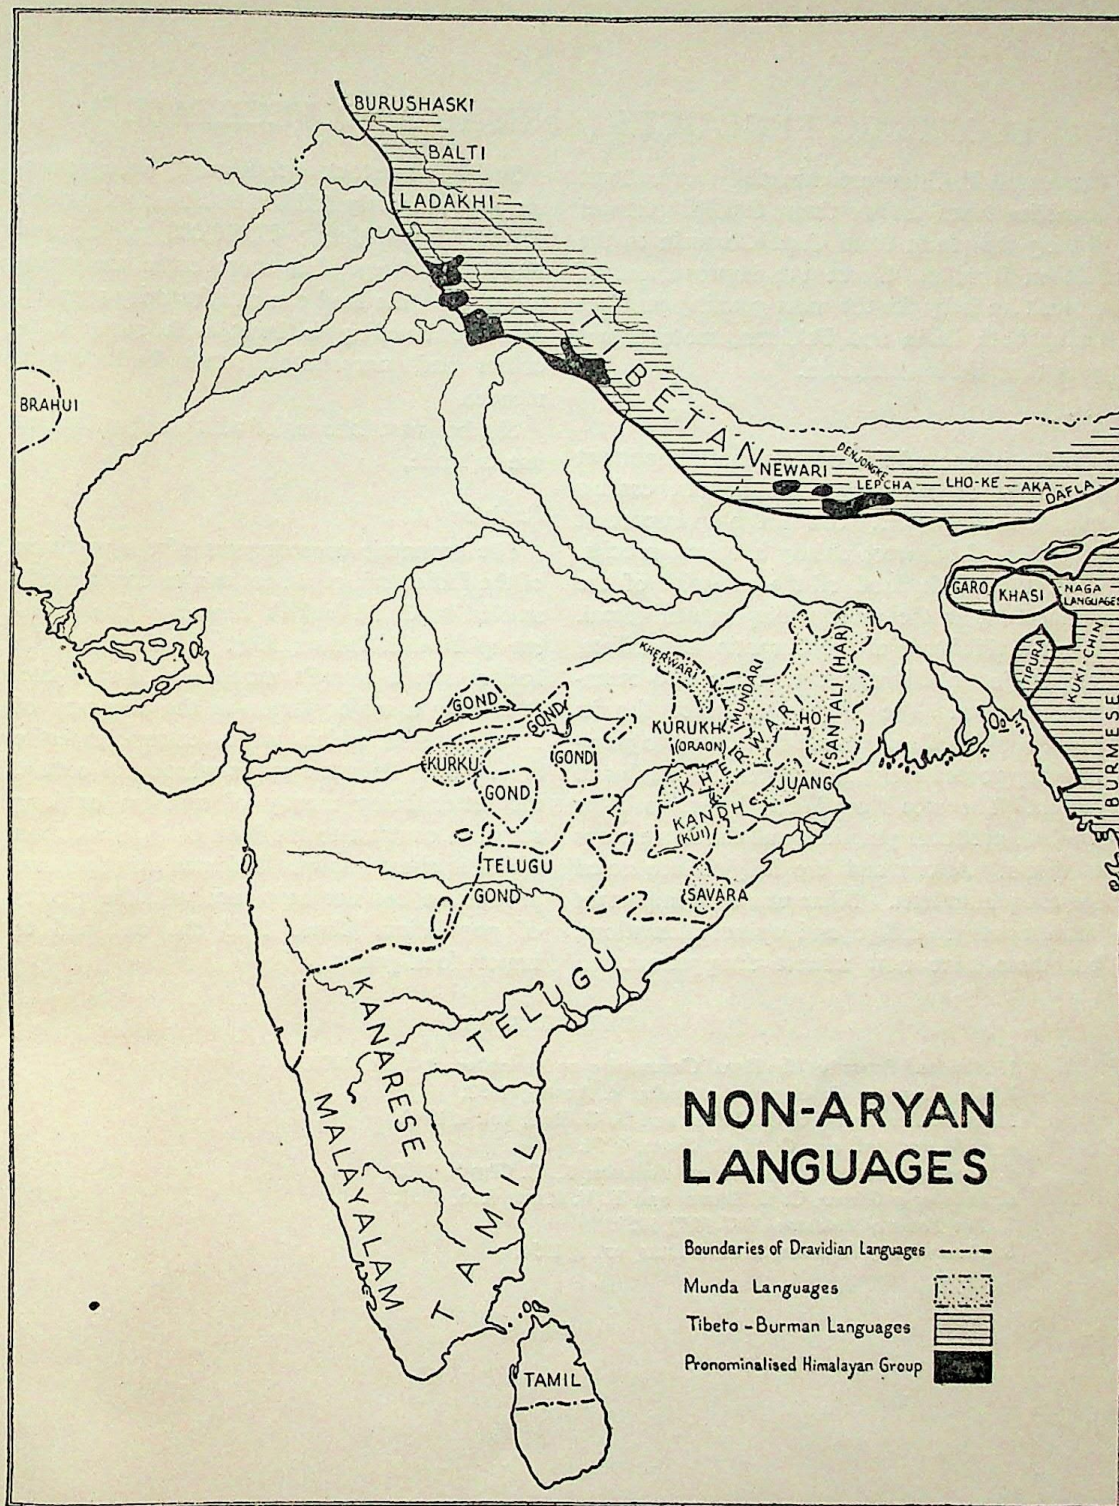 BURUSHASKI
BALTI
LADAKHI
TIBETAN
BRAHUI
NEWARI
DENJONGKE
LEPCHA
LHO-KE
AKA
DAFLA
GARO
KHASI
NAGA
LANGUAGES
TIPURA
KUKI-CHIN
BURMESE
KHERWARI
MUNDARI
SANTALI (HAR)
HO
KHERWARI
GOND
GOND
KURUKH
(ORAON)
KURKU
GOND
GOND
JUANG
&
KANDH
(KUI)
TELUGU
GOND
SAVARA
TELUGU
KANARESE
MALAYALAM
TAMIL
TAMIL
NON-ARYAN
LANGUAGES
Boundaries of Dravidian Languages
Munda Languages
Tibeto-Burman Languages
Pronominalised Himalayan Group